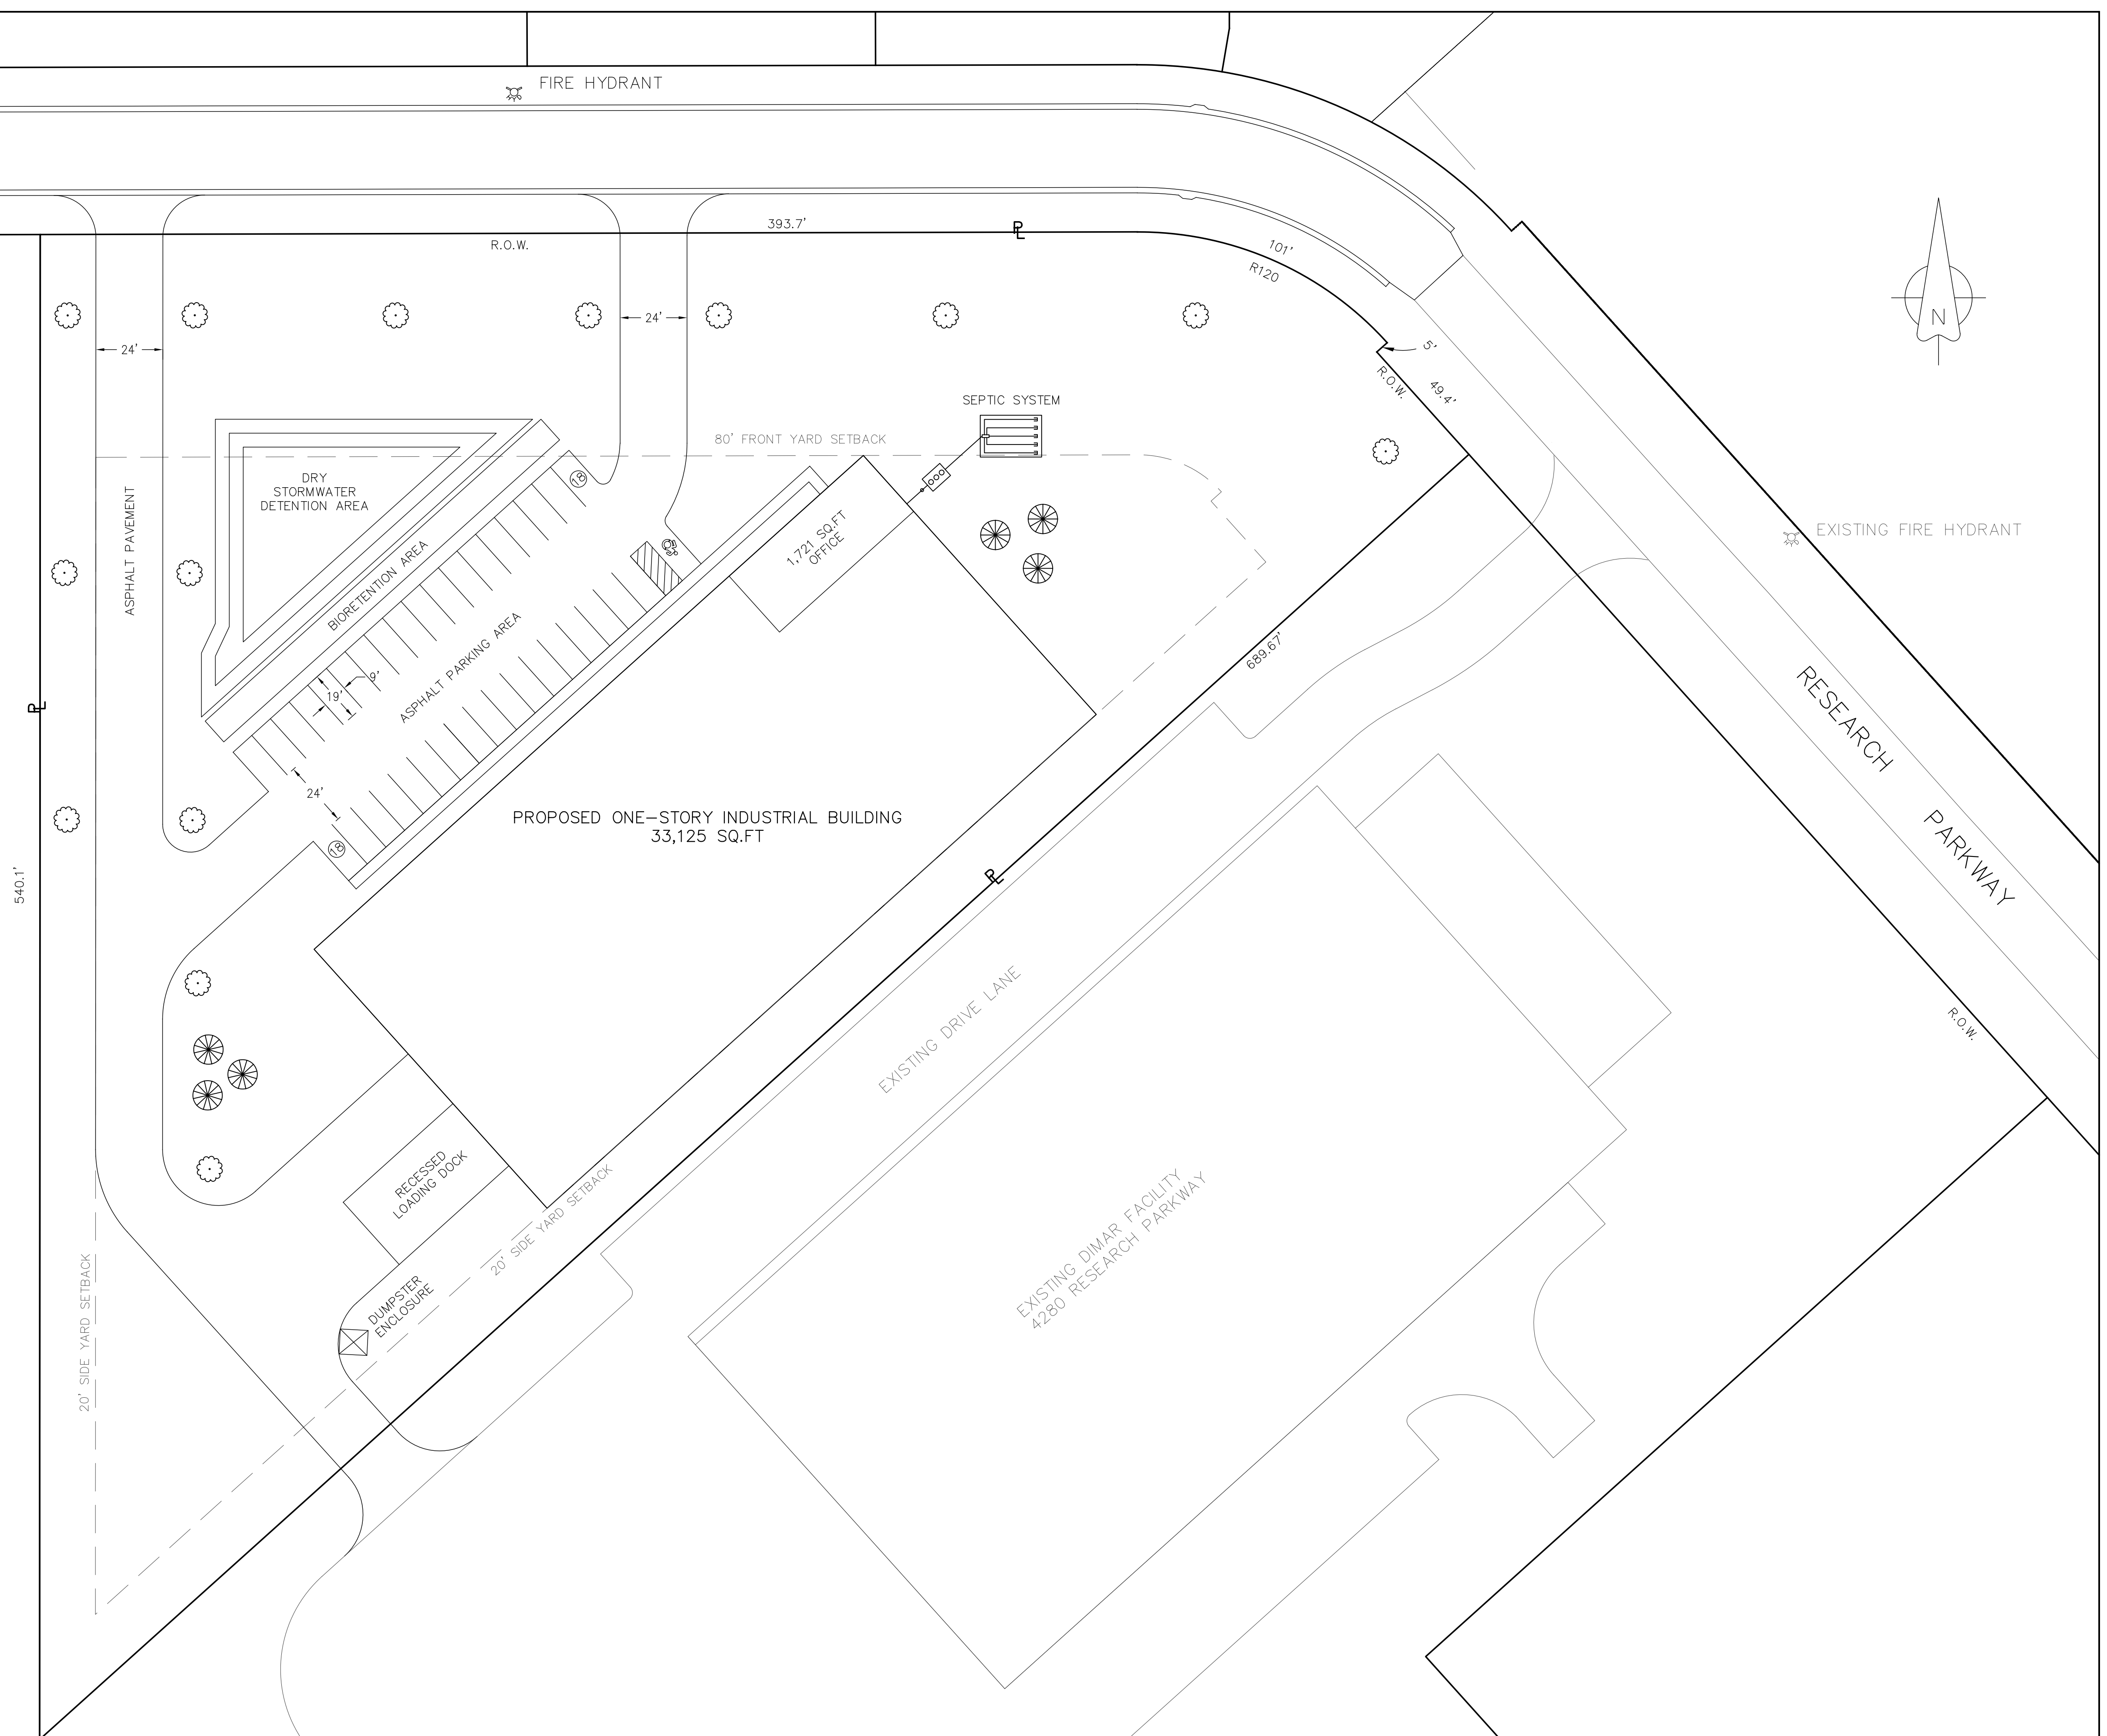 FIRE HYDRANT
393.7'
P L
R.O.W.
101'
R120
N
24'
24'
5'
R.O.W.
49.4'
SEPTIC SYSTEM
80' FRONT YARD SETBACK
DRY
STORMWATER
DETENTION AREA
18
1,721 SQ.FT
OFFICE
EXISTING FIRE HYDRANT
ASPHALT PAVEMENT
BIORETENTION AREA
ASPHALT PARKING AREA
9'
19'
689.67'
P L
RESEARCH PARKWAY
24'
18
PROPOSED ONE-STORY INDUSTRIAL BUILDING
33,125 SQ.FT
540.1'
P L
EXISTING DRIVE LANE
R.O.W.
RECESSED
LOADING DOCK
20' SIDE YARD SETBACK
EXISTING DIMAR FACILITY
4280 RESEARCH PARKWAY
DUMPSTER
ENCLOSURE
20' SIDE YARD SETBACK